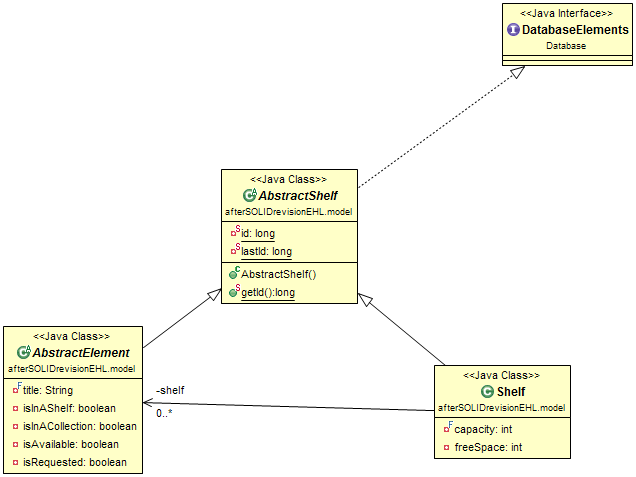 <<Java Interface>>
I DatabaseElements
Database
<<Java Class>>
C A AbstractShelf
afterSOLIDrevisionEHL.model
S id: long
S lastId: long
C AbstractShelf()
S getId():long
<<Java Class>>
C A AbstractElement
afterSOLIDrevisionEHL.model
F title: String
isInAShelf: boolean
isInACollection: boolean
isAvailable: boolean
isRequested: boolean
-shelf
0..*
<<Java Class>>
C Shelf
afterSOLIDrevisionEHL.model
F capacity: int
freeSpace: int